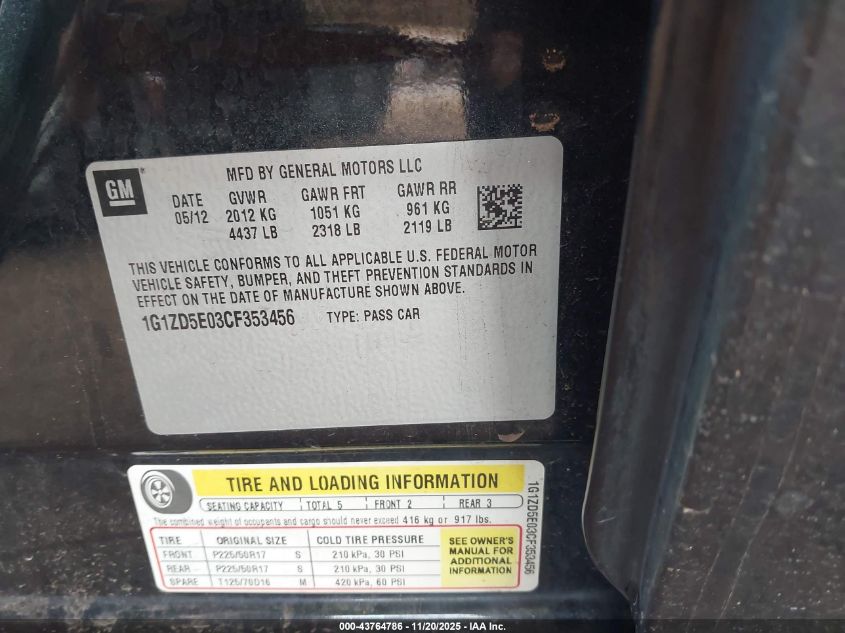 GM
MFD BY GENERAL MOTORS LLC
DATE GVWR GAWR FRT GAWR RR
05/12 2012 KG 1051 KG 961 KG
4437 LB 2318 LB 2119 LB
THIS VEHICLE CONFORMS TO ALL APPLICABLE U.S. FEDERAL MOTOR
VEHICLE SAFETY, BUMPER, AND THEFT PREVENTION STANDARDS IN
EFFECT ON THE DATE OF MANUFACTURE SHOWN ABOVE.
1G1ZD5E03CF353456 TYPE: PASS CAR
TIRE AND LOADING INFORMATION
SEATING CAPACITY TOTAL 5 FRONT 2 REAR 3
The combined weight of occupants and cargo should never exceed 416 kg or 917 lbs.
TIRE ORIGINAL SIZE COLD TIRE PRESSURE
FRONT P225/50R17 S 210 kPa, 30 PSI
REAR P225/50R17 S 210 kPa, 30 PSI
SPARE T125/70D16 M 420 kPa, 60 PSI
SEE OWNER'S
MANUAL FOR
ADDITIONAL
INFORMATION
1G1ZD5E03CF353456
000-43764786 - 11/20/2025 - IAA Inc.